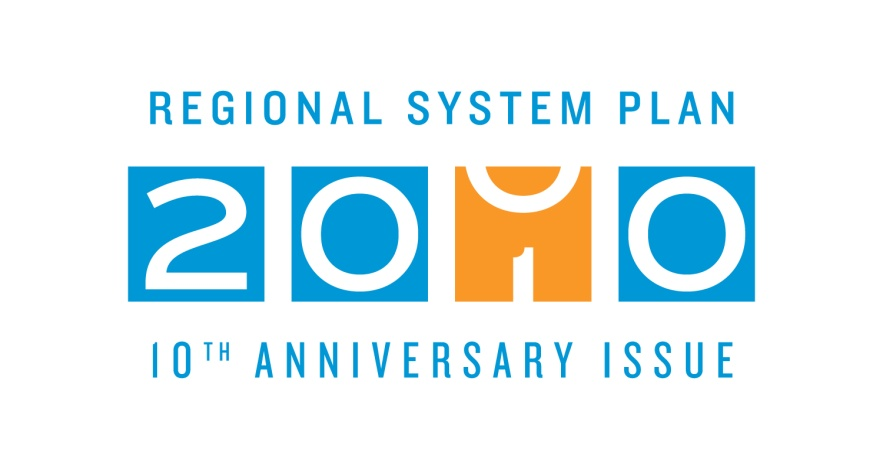 REGIONAL SYSTEM PLAN
2010
10TH ANNIVERSARY ISSUE